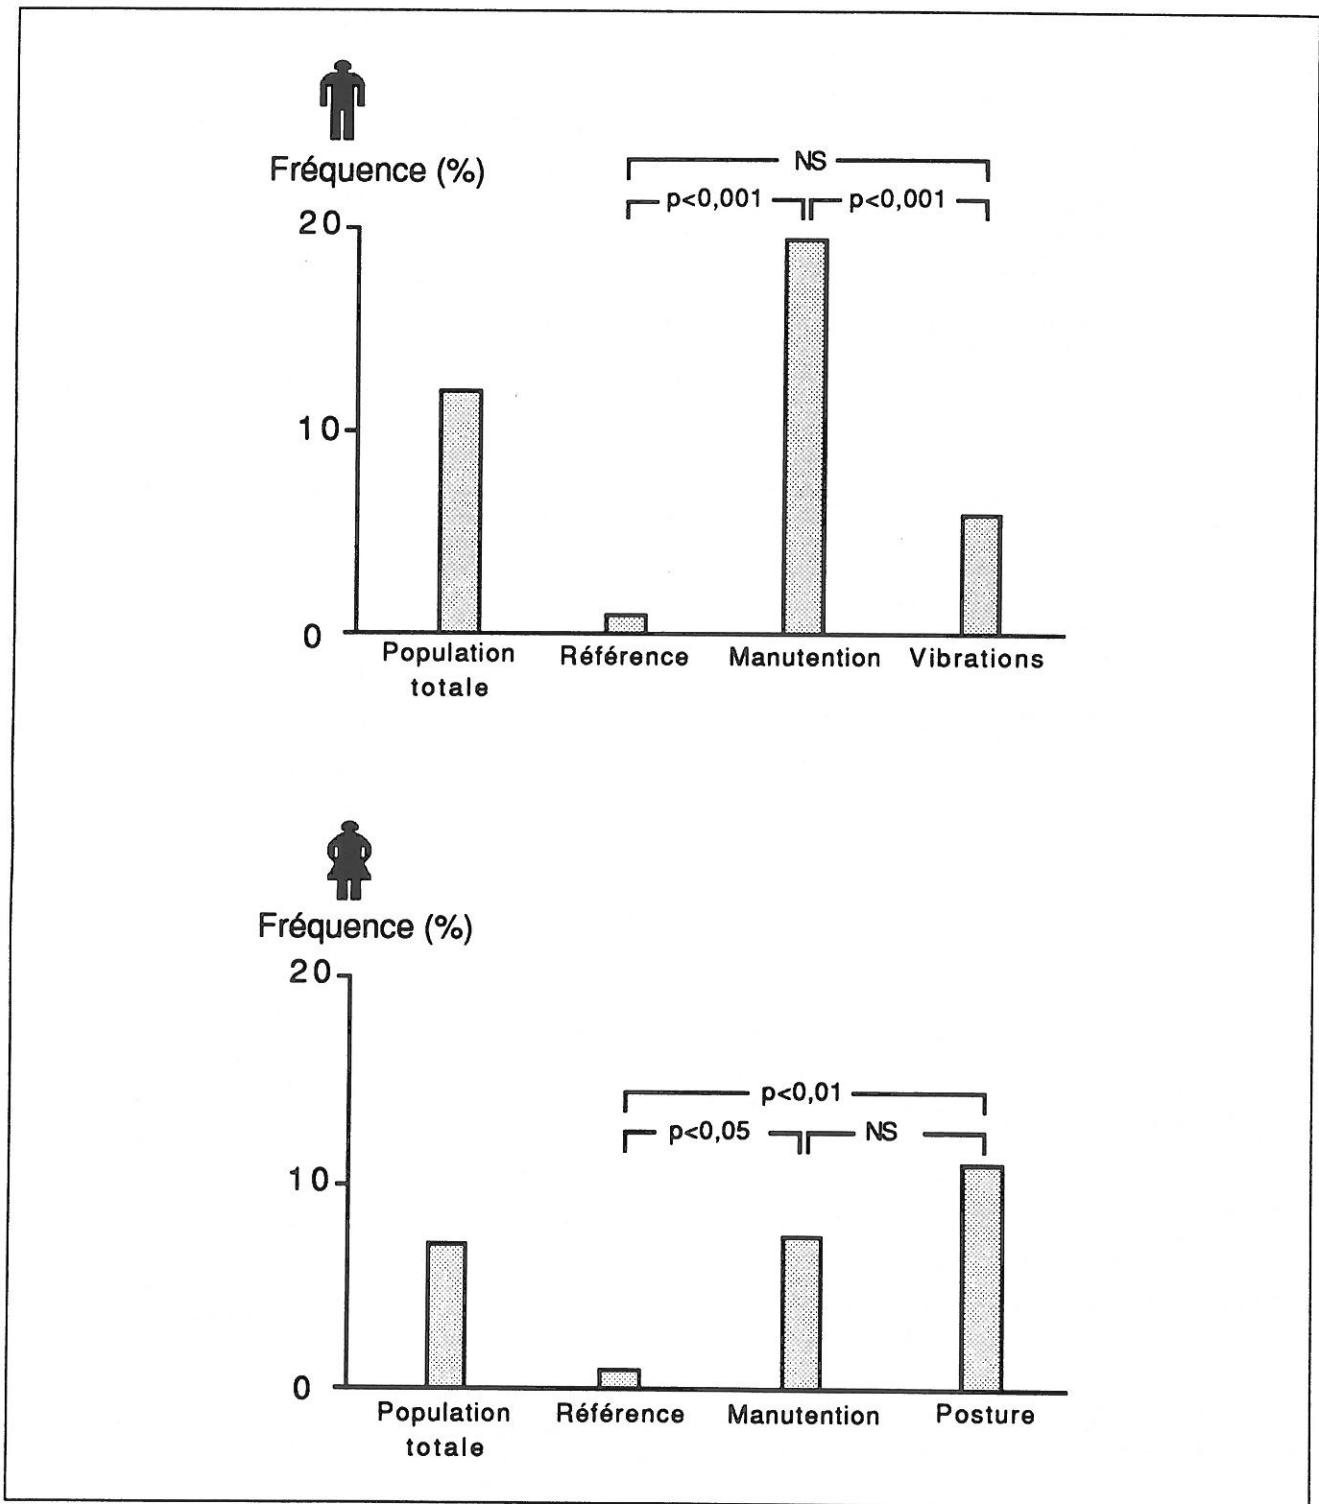 Fréquence (%)
NS
p<0,001 p<0,001
20
10
0
Population totale Référence Manutention Vibrations
Fréquence (%)
20
p<0,01
p<0,05 NS
10
0
Population totale Référence Manutention Posture